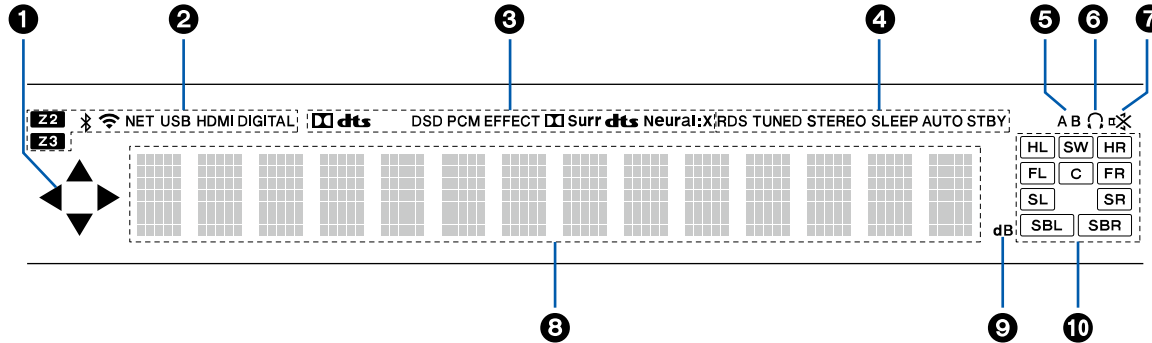 1 2 3 4 5 6 7
Z2 NET USB HDMI DIGITAL dts DSD PCM EFFECT Surr dts Neural:X RDS TUNED STEREO SLEEP AUTO STBY A B
Z3
HL SW HR
FL C FR
SL SR
SBL SBR
dB
8 9 10